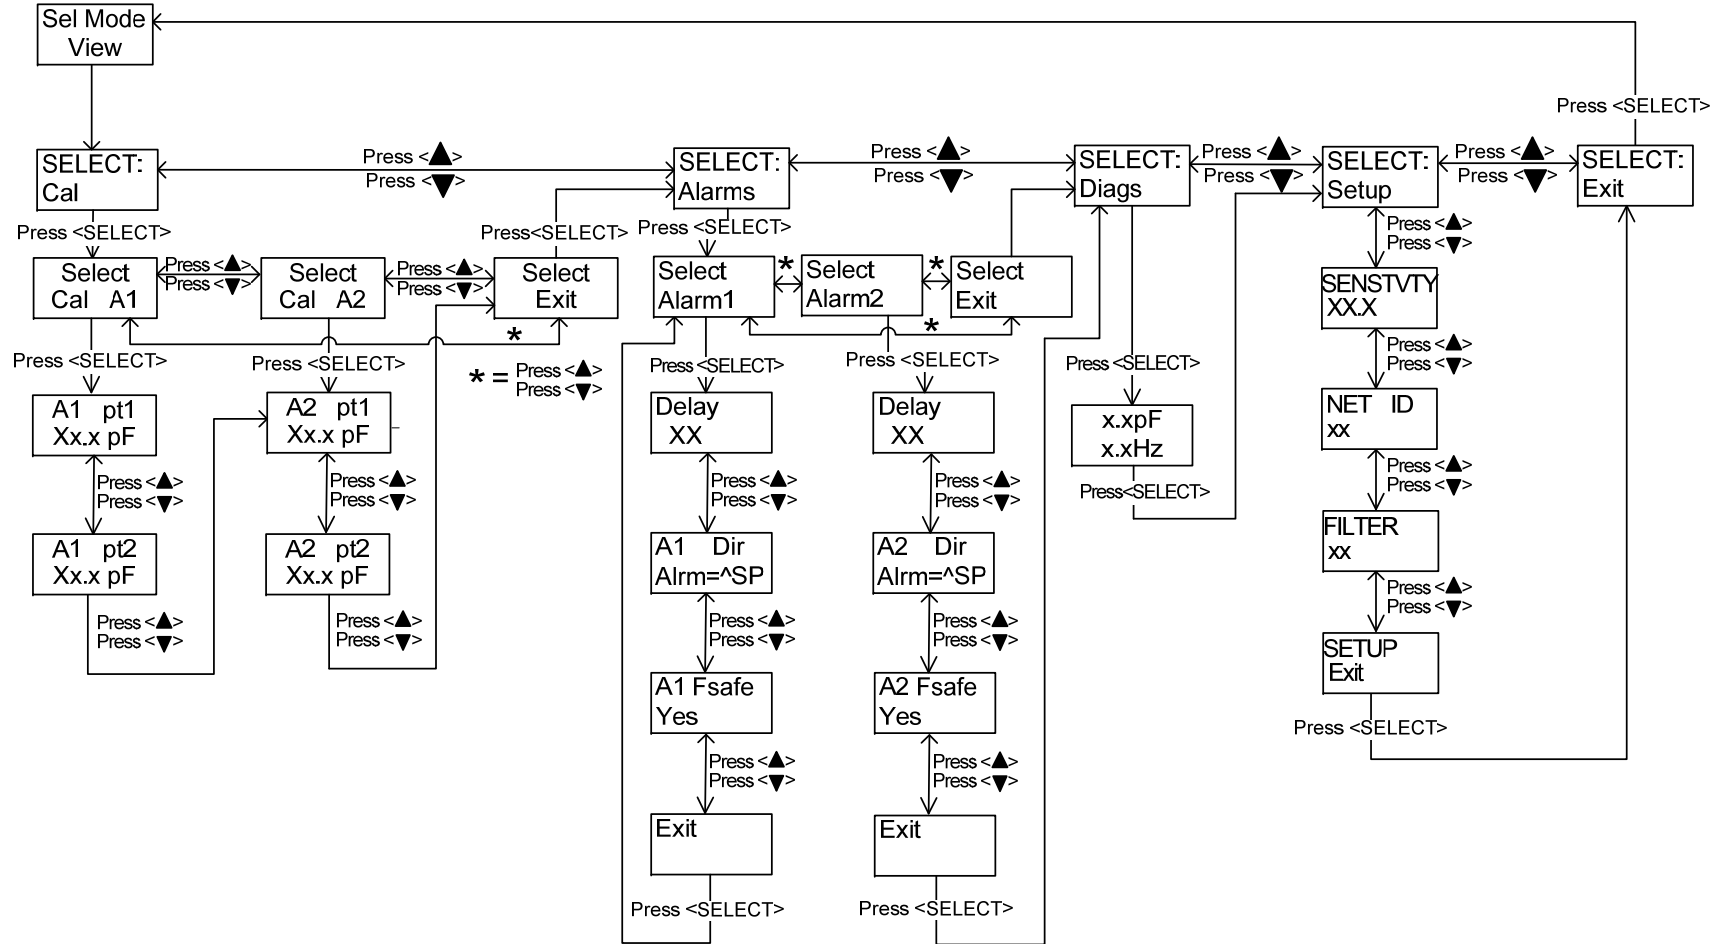 Sel Mode
View
Press <SELECT>
SELECT:
Cal
Press <▲>
Press <▼>
SELECT:
Alarms
Press <▲>
Press <▼>
SELECT:
Diags
Press <▲>
Press <▼>
SELECT:
Setup
Press <▲>
Press <▼>
SELECT:
Exit
Press <SELECT>
Press<SELECT>
Press <SELECT>
Press <▲>
Press <▼>
Select
Cal A1
Press <▲>
Press <▼>
Select
Cal A2
Press <▲>
Press <▼>
Select
Exit
*
Select
Alarm1
*
Select
Alarm2
*
Select
Exit
*
SENSTVTY
XX.X
Press <▲>
Press <▼>
Press <SELECT>
Press <SELECT>
* = Press <▲>
Press <▼>
Press <SELECT>
Press <SELECT>
Press <SELECT>
A1 pt1
Xx.x pF
A2 pt1
Xx.x pF
Delay
XX
Delay
XX
x.xpF
x.xHz
NET ID
xx
Press <▲>
Press <▼>
Press <▲>
Press <▼>
Press <▲>
Press <▼>
Press <▲>
Press <▼>
Press<SELECT>
Press <▲>
Press <▼>
A1 pt2
Xx.x pF
A2 pt2
Xx.x pF
A1 Dir
Alrm=^SP
A2 Dir
Alrm=^SP
FILTER
xx
Press <▲>
Press <▼>
Press <▲>
Press <▼>
Press <▲>
Press <▼>
Press <▲>
Press <▼>
Press <▲>
Press <▼>
A1 Fsafe
Yes
A2 Fsafe
Yes
SETUP
Exit
Press <▲>
Press <▼>
Press <▲>
Press <▼>
Press <SELECT>
Exit
Exit
Press <SELECT>
Press <SELECT>